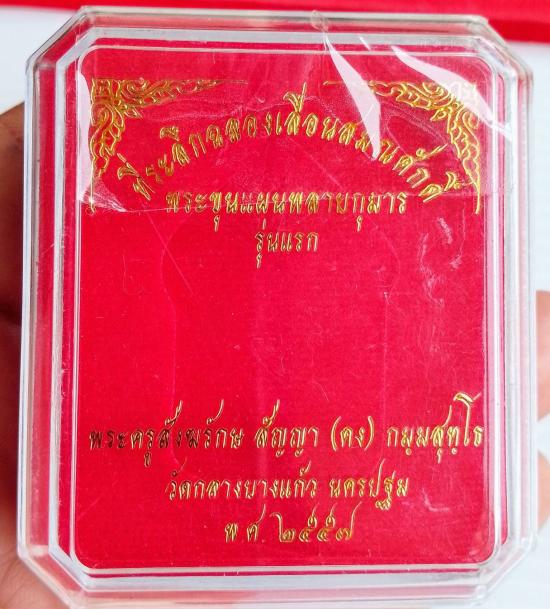 ที่ระลึกฉลองเลื่อนสมณศักดิ์
พระขุนแผนพลายกุมาร
รุ่นแรก
พระครูสังฆรักษ สัญญา (คง) กมฺมสุทฺโธ
วัดกลางบางแก้ว นครปฐม
พ.ศ. ๒๕๕๗